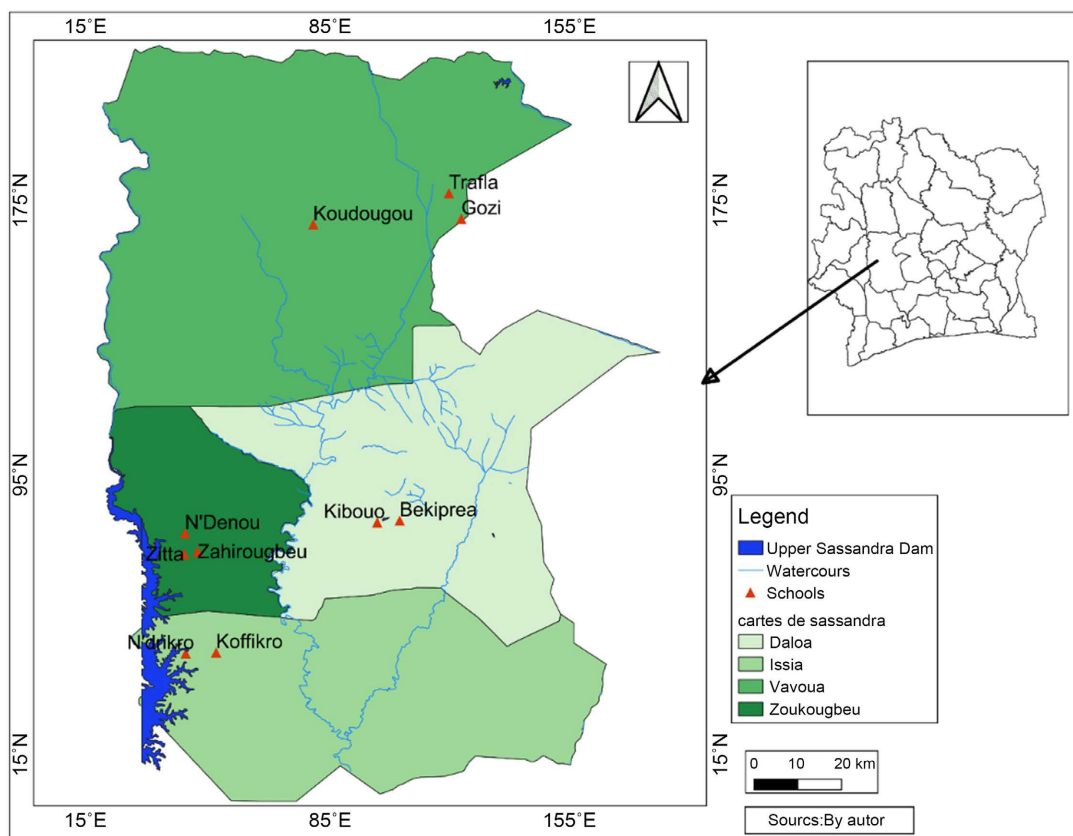 15°E 85°E 155°E
175°N 175°N
Trafla
Koudougou Gozi
95°N 95°N
Kibouo Bekiprea
N'Denou
Zitta Zahirougbeu
N'drikro Koffikro
15°N 15°N
15°E 85°E 155°E
Legend
Upper Sassandra Dam
Watercours
Schools
cartes de sassandra
Daloa
Issia
Vavoua
Zoukougbeu
0 10 20 km
Sourcs:By autor